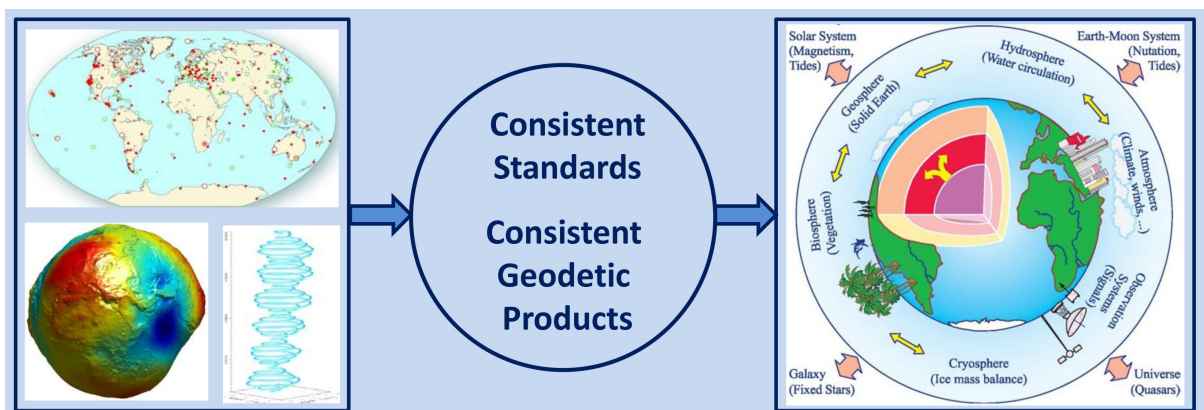 Consistent
Standards
Consistent
Geodetic
Products
Solar System
(Magnetism,
Tides)
Earth-Moon System
(Nutation,
Tides)
Hydrosphere
(Water circulation)
Geosphere
(Solid Earth)
Atmosphere
(Climate, winds, ...)
Biosphere
(Vegetation)
Observation
Systems
(Signals)
Cryosphere
(Ice mass balance)
Galaxy
(Fixed Stars)
Universe
(Quasars)